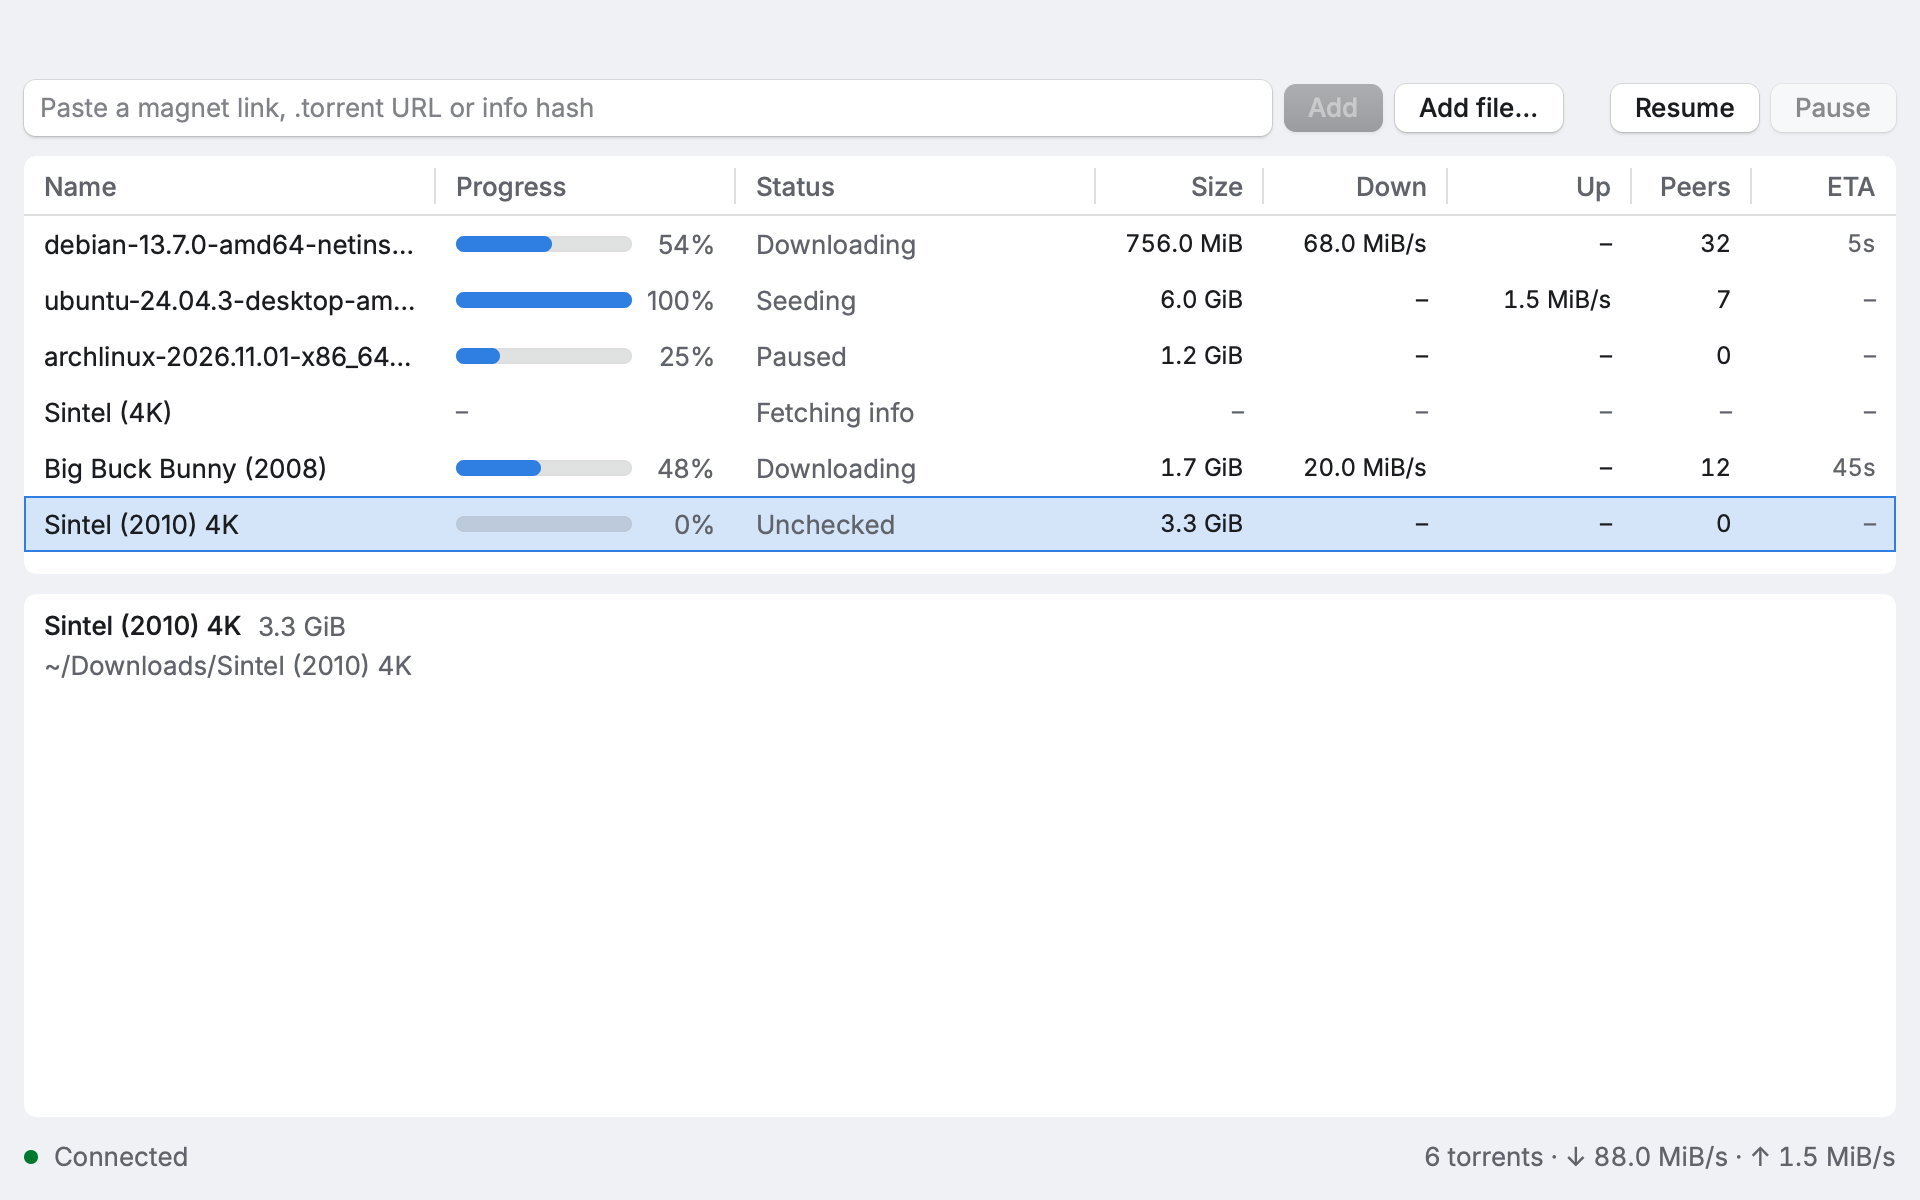 Paste a magnet link, .torrent URL or info hash Add Add file... Resume Pause
Name Progress Status Size Down Up Peers ETA
debian-13.7.0-amd64-netins... 54% Downloading 756.0 MiB 68.0 MiB/s – 32 5s
ubuntu-24.04.3-desktop-am... 100% Seeding 6.0 GiB – 1.5 MiB/s 7 –
archlinux-2026.11.01-x86_64... 25% Paused 1.2 GiB – – 0 –
Sintel (4K) – Fetching info – – – – –
Big Buck Bunny (2008) 48% Downloading 1.7 GiB 20.0 MiB/s – 12 45s
Sintel (2010) 4K 0% Unchecked 3.3 GiB – – 0 –
Sintel (2010) 4K 3.3 GiB
~/Downloads/Sintel (2010) 4K
Connected 6 torrents · ↓ 88.0 MiB/s · ↑ 1.5 MiB/s